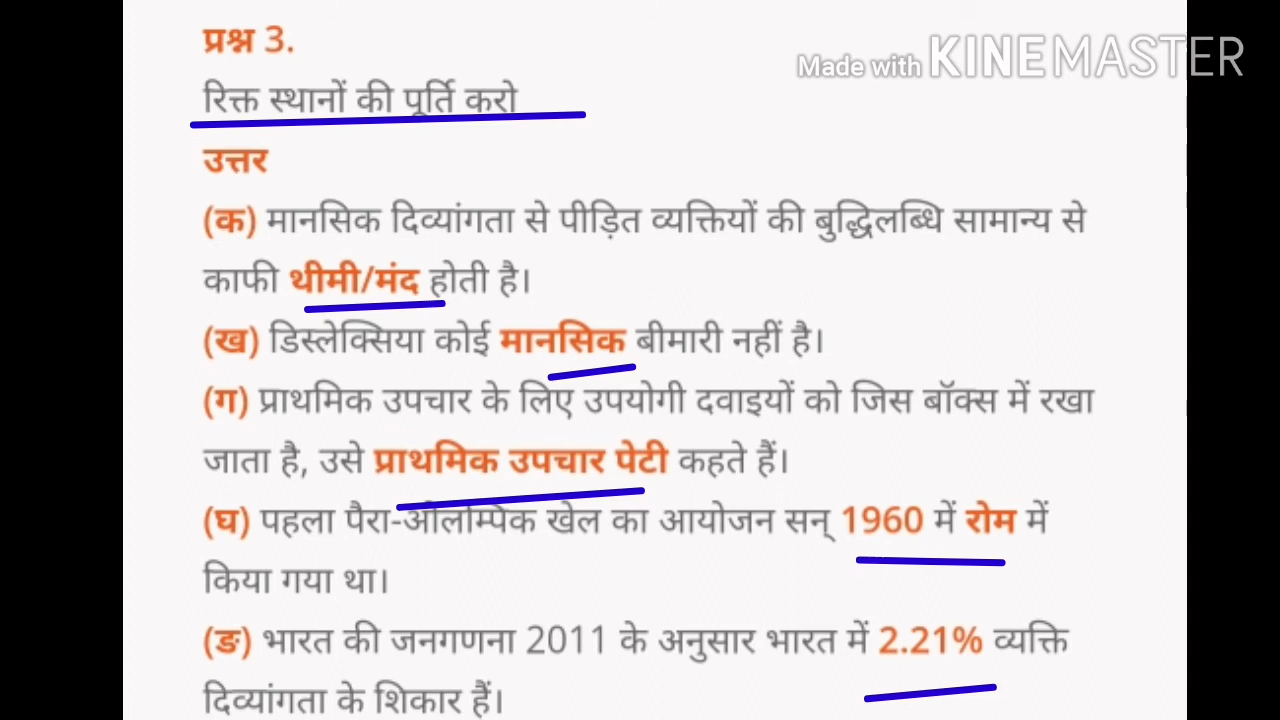 प्रश्न 3.
Made with KINEMASTER
रिक्त स्थानों की पूर्ति करो
उत्तर
(क) मानसिक दिव्यांगता से पीड़ित व्यक्तियों की बुद्धिलब्धि सामान्य से
काफी थीमी/मंद होती है।
(ख) डिस्लेक्सिया कोई मानसिक बीमारी नहीं है।
(ग) प्राथमिक उपचार के लिए उपयोगी दवाइयों को जिस बॉक्स में रखा
जाता है, उसे प्राथमिक उपचार पेटी कहते हैं।
(घ) पहला पैरा-ओलम्पिक खेल का आयोजन सन् 1960 में रोम में
किया गया था।
(ङ) भारत की जनगणना 2011 के अनुसार भारत में 2.21% व्यक्ति
दिव्यांगता के शिकार हैं।